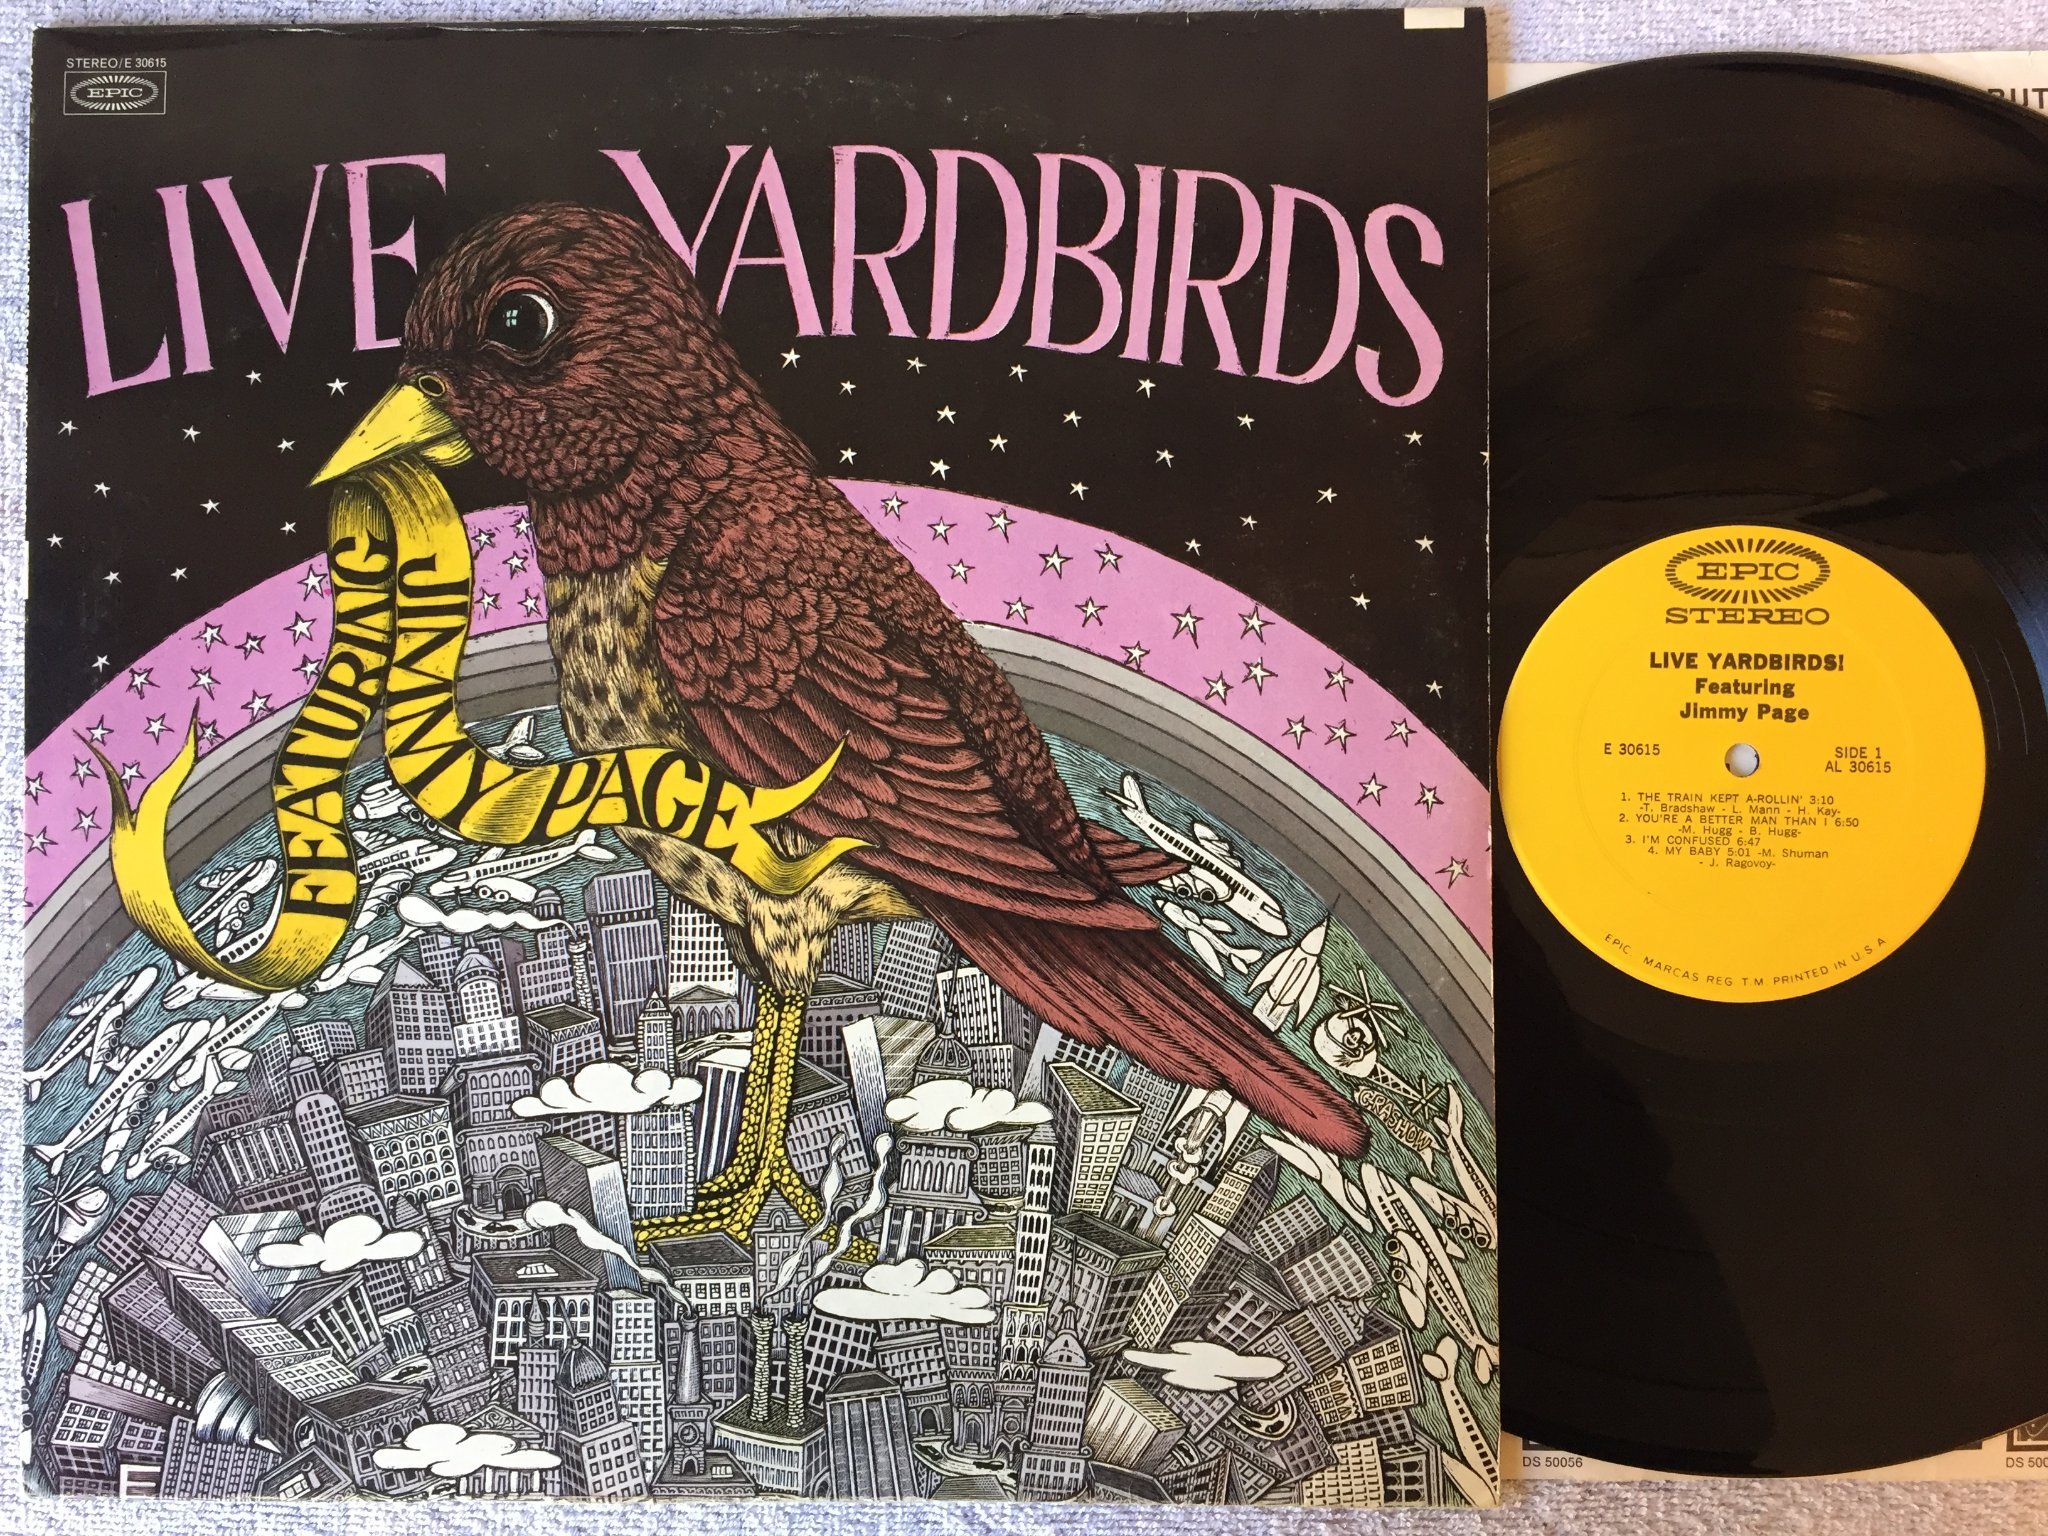 STEREO/E 30615
EPIC
LIVE YARDBIRDS
FEATURING
JIMMY PAGE
CRASHOW
E
BUT
EPIC
STEREO
LIVE YARDBIRDS!
Featuring
Jimmy Page
E 30615
SIDE 1
AL 30615
1. THE TRAIN KEPT A-ROLLIN' 3:10
-T. Bradshaw - L. Mann - H. Kay-
2. YOU'RE A BETTER MAN THAN I 6:50
-M. Hugg - B. Hugg-
3. I'M CONFUSED 6:47
4. MY BABY 5:01 -M. Shuman
- J. Ragovoy-
EPIC MARCAS REG T.M. PRINTED IN U.S.A
DS 50056
DS 500